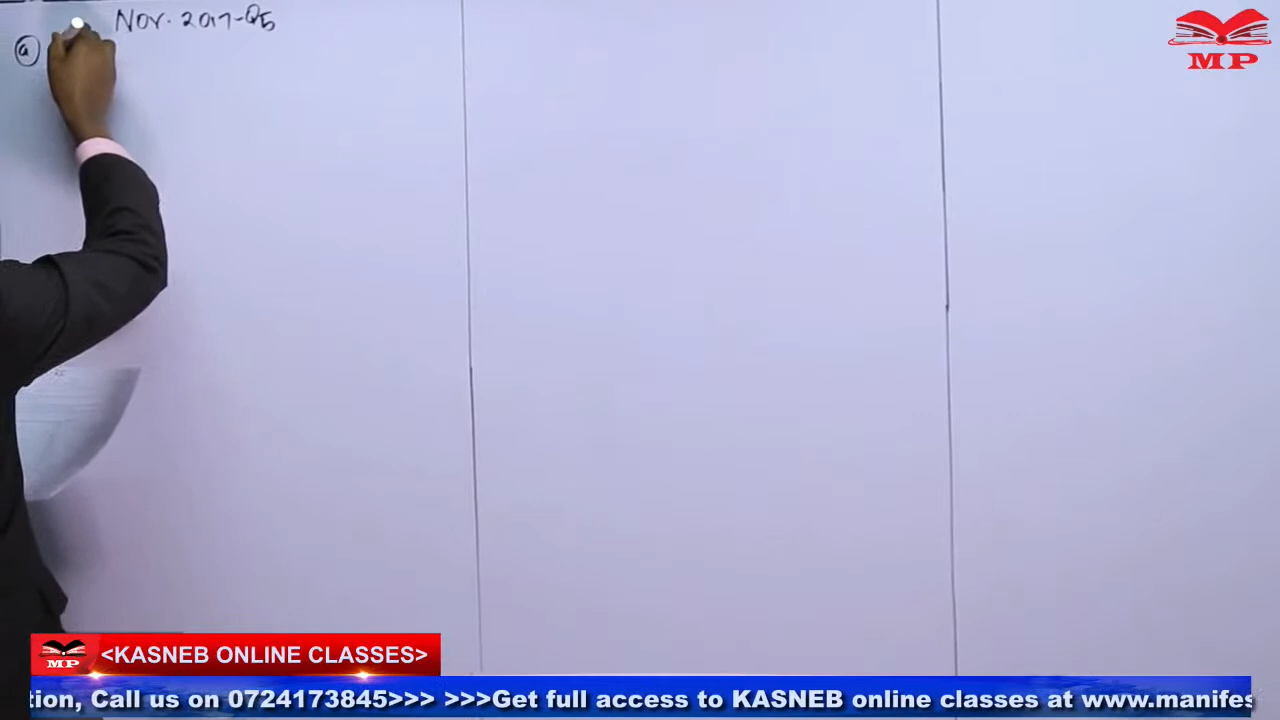 Nov. 2017-Q5
a
MP
MP <KASNEB ONLINE CLASSES>
tion, Call us on 0724173845>>> >>>Get full access to KASNEB online classes at www.manifes